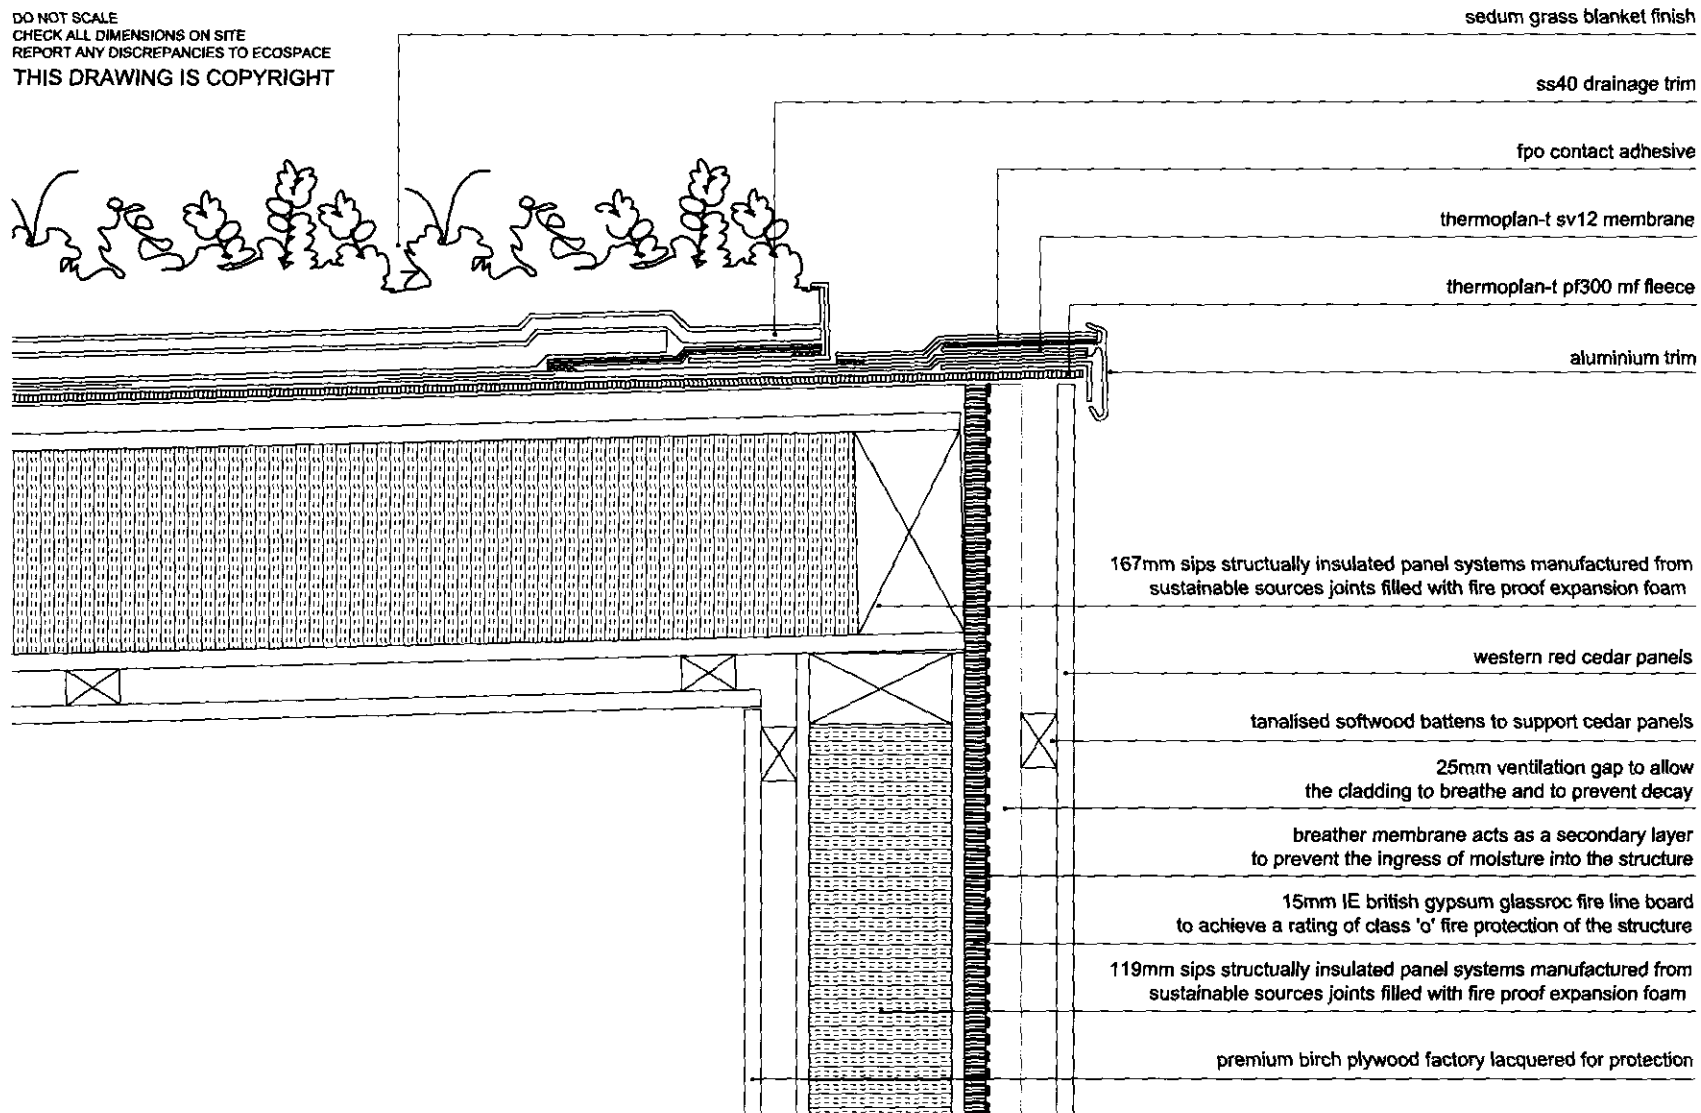 DO NOT SCALE
CHECK ALL DIMENSIONS ON SITE
REPORT ANY DISCREPANCIES TO ECOSPACE
THIS DRAWING IS COPYRIGHT
sedum grass blanket finish
ss40 drainage trim
fpo contact adhesive
thermoplan-t sv12 membrane
thermoplan-t pf300 mf fleece
aluminium trim
167mm sips structually insulated panel systems manufactured from
sustainable sources joints filled with fire proof expansion foam
western red cedar panels
tanalised softwood battens to support cedar panels
25mm ventilation gap to allow
the cladding to breathe and to prevent decay
breather membrane acts as a secondary layer
to prevent the ingress of moisture into the structure
15mm IE british gypsum glassroc fire line board
to achieve a rating of class 'o' fire protection of the structure
119mm sips structually insulated panel systems manufactured from
sustainable sources joints filled with fire proof expansion foam
premium birch plywood factory lacquered for protection